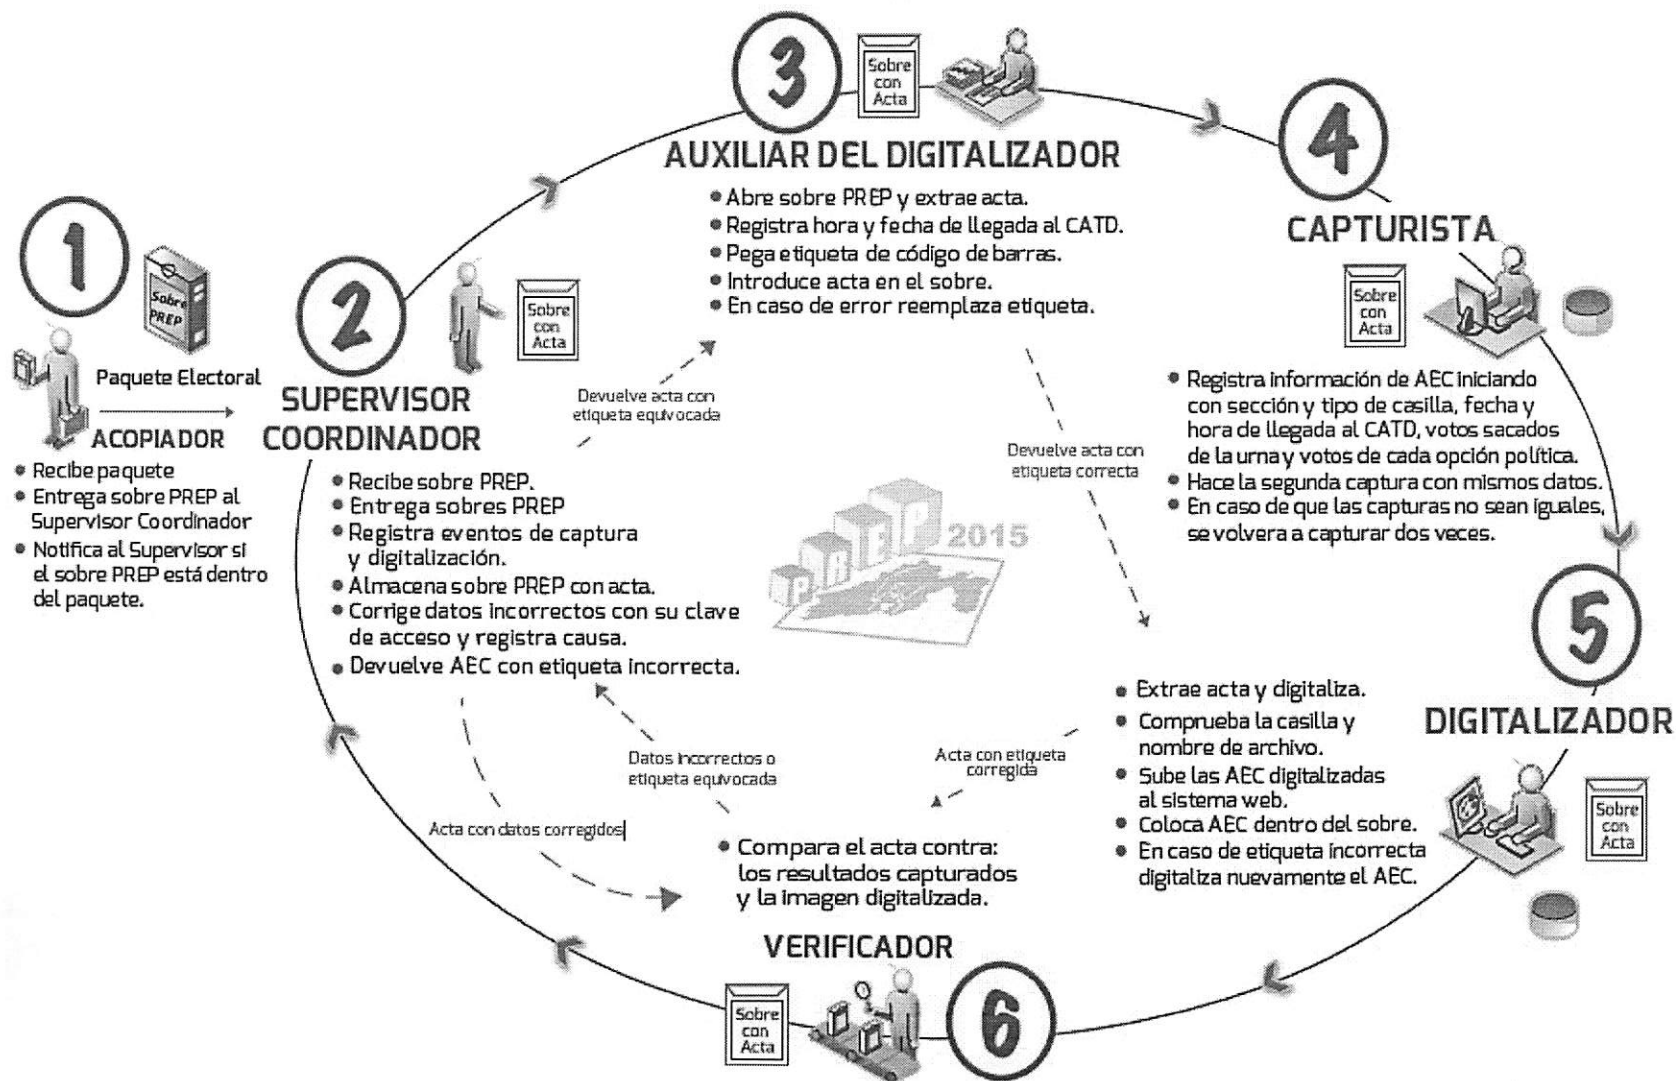 1
Sobre
PREP
Paquete Electoral
ACOPIADOR
• Recibe paquete
• Entrega sobre PREP al
Supervisor Coordinador
• Notifica al Supervisor si
el sobre PREP está dentro
del paquete.
2
Sobre
con
Acta
SUPERVISOR
COORDINADOR
• Recibe sobre PREP.
• Entrega sobres PREP
• Registra eventos de captura
y digitalización.
• Almacena sobre PREP con acta.
• Corrige datos incorrectos con su clave
de acceso y registra causa.
• Devuelve AEC con etiqueta incorrecta.
3
Sobre
con
Acta
AUXILIAR DEL DIGITALIZADOR
• Abre sobre PREP y extrae acta.
• Registra hora y fecha de llegada al CATD.
• Pega etiqueta de código de barras.
• Introduce acta en el sobre.
• En caso de error reemplaza etiqueta.
Devuelve acta con
etiqueta equivocada
Devuelve acta con
etiqueta correcta
PREP 2015
4
CAPTURISTA
Sobre
con
Acta
• Registra información de AEC iniciando
con sección y tipo de casilla, fecha y
hora de llegada al CATD, votos sacados
de la urna y votos de cada opción política.
• Hace la segunda captura con mismos datos.
• En caso de que las capturas no sean iguales,
se volvera a capturar dos veces.
5
DIGITALIZADOR
Sobre
con
Acta
• Extrae acta y digitaliza.
• Comprueba la casilla y
nombre de archivo.
• Sube las AEC digitalizadas
al sistema web.
• Coloca AEC dentro del sobre.
• En caso de etiqueta incorrecta
digitaliza nuevamente el AEC.
Acta con etiqueta
corregida
Datos incorrectos o
etiqueta equivocada
Acta con datos corregidos
• Compara el acta contra:
los resultados capturados
y la imagen digitalizada.
VERIFICADOR
Sobre
con
Acta
6